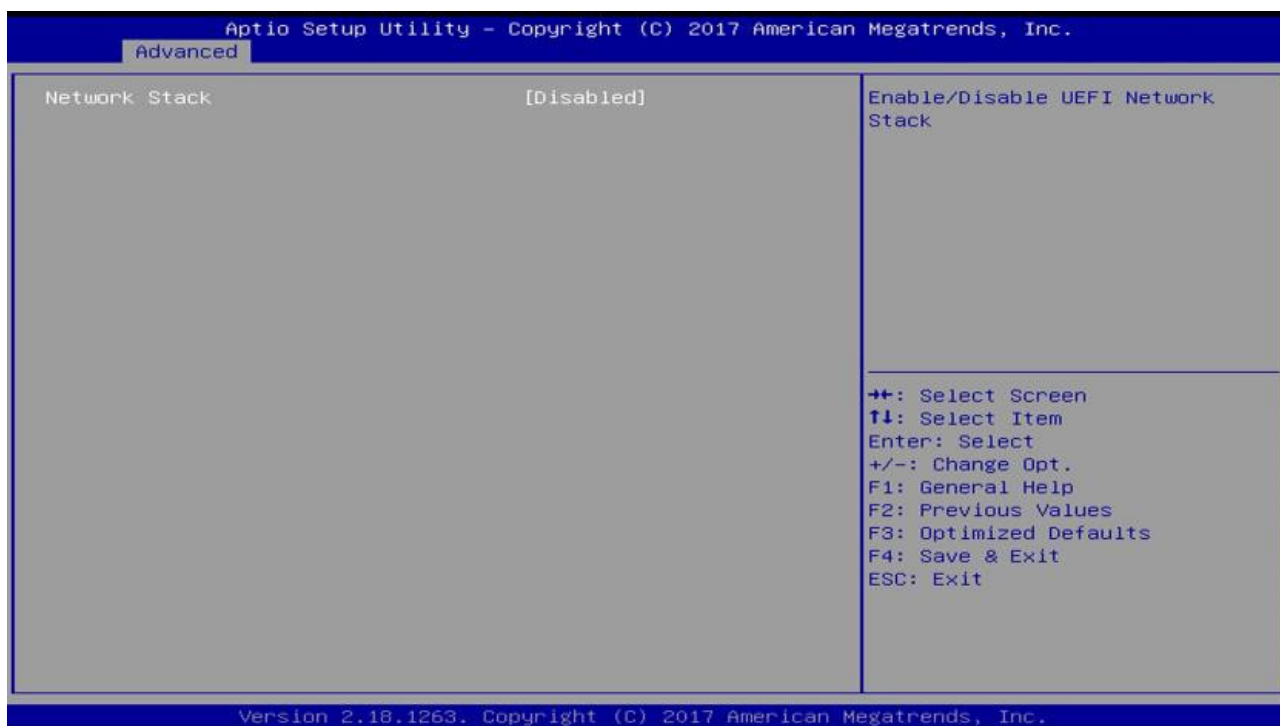 Aptio Setup Utility – Copyright (C) 2017 American Megatrends, Inc.
Advanced
Network Stack [Disabled]
Enable/Disable UEFI Network
Stack
→←: Select Screen
↑↓: Select Item
Enter: Select
+/-: Change Opt.
F1: General Help
F2: Previous Values
F3: Optimized Defaults
F4: Save & Exit
ESC: Exit
Version 2.18.1263. Copyright (C) 2017 American Megatrends, Inc.